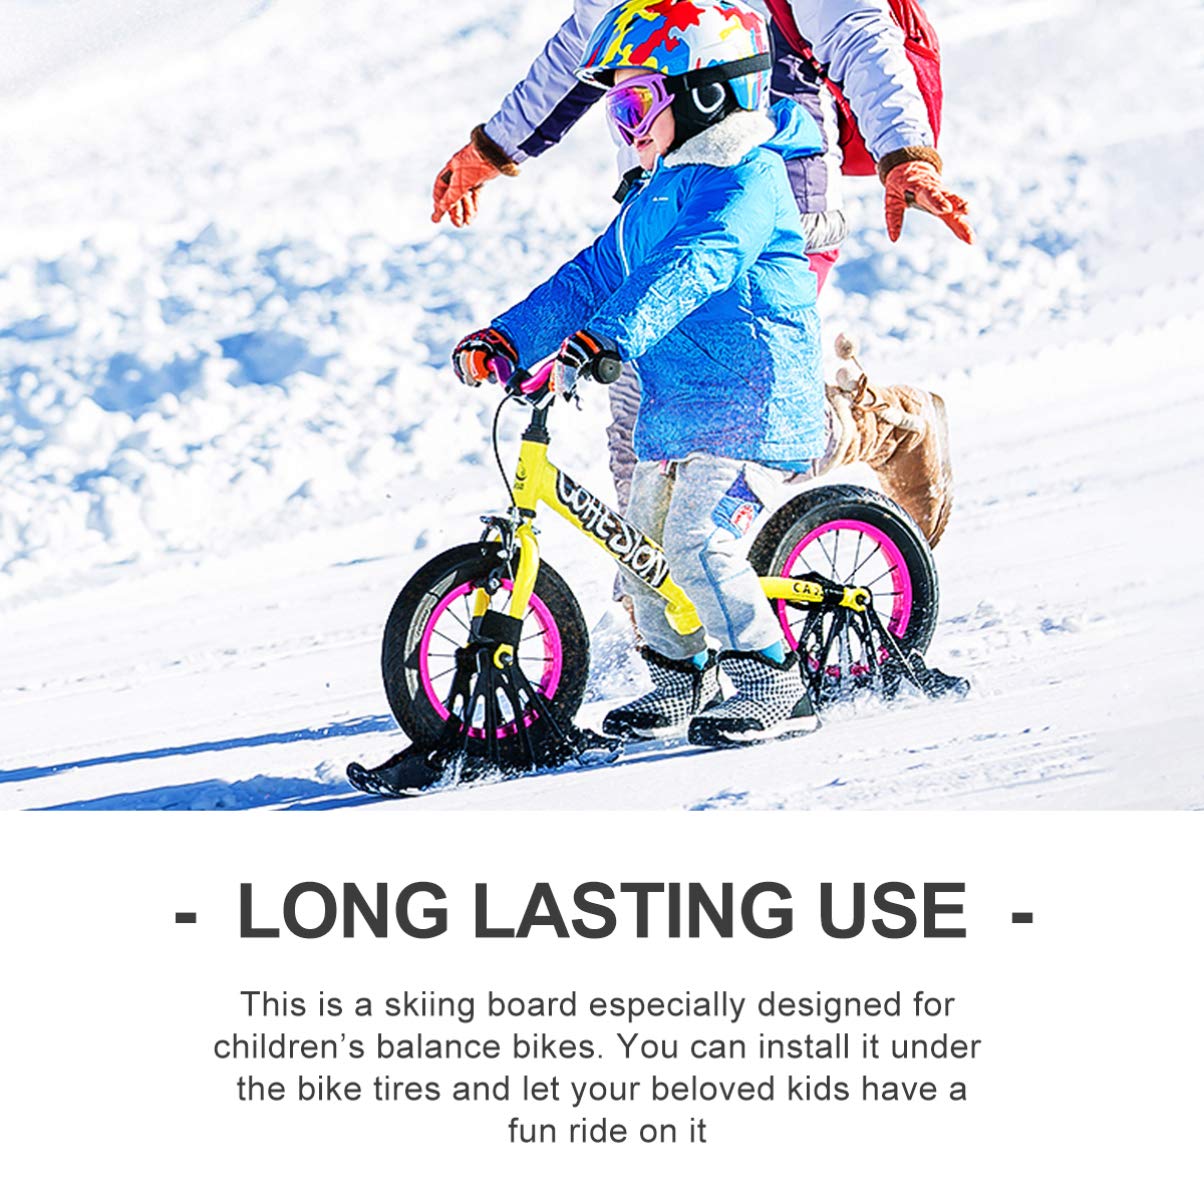 COHESION
- LONG LASTING USE -
This is a skiing board especially designed for
children’s balance bikes. You can install it under
the bike tires and let your beloved kids have a
fun ride on it